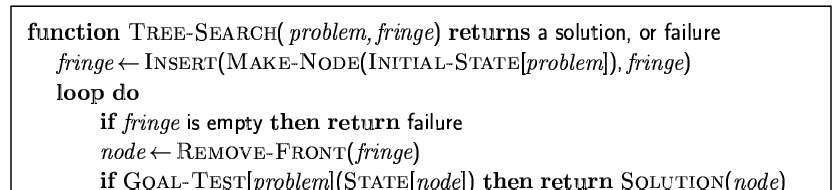 function TREE-SEARCH( problem, fringe) returns a solution, or failure
fringe ← INSERT(MAKE-NODE(INITIAL-STATE[problem]), fringe)
loop do
if fringe is empty then return failure
node ← REMOVE-FRONT(fringe)
if GOAL-TEST[problem](STATE[node]) then return SOLUTION(node)